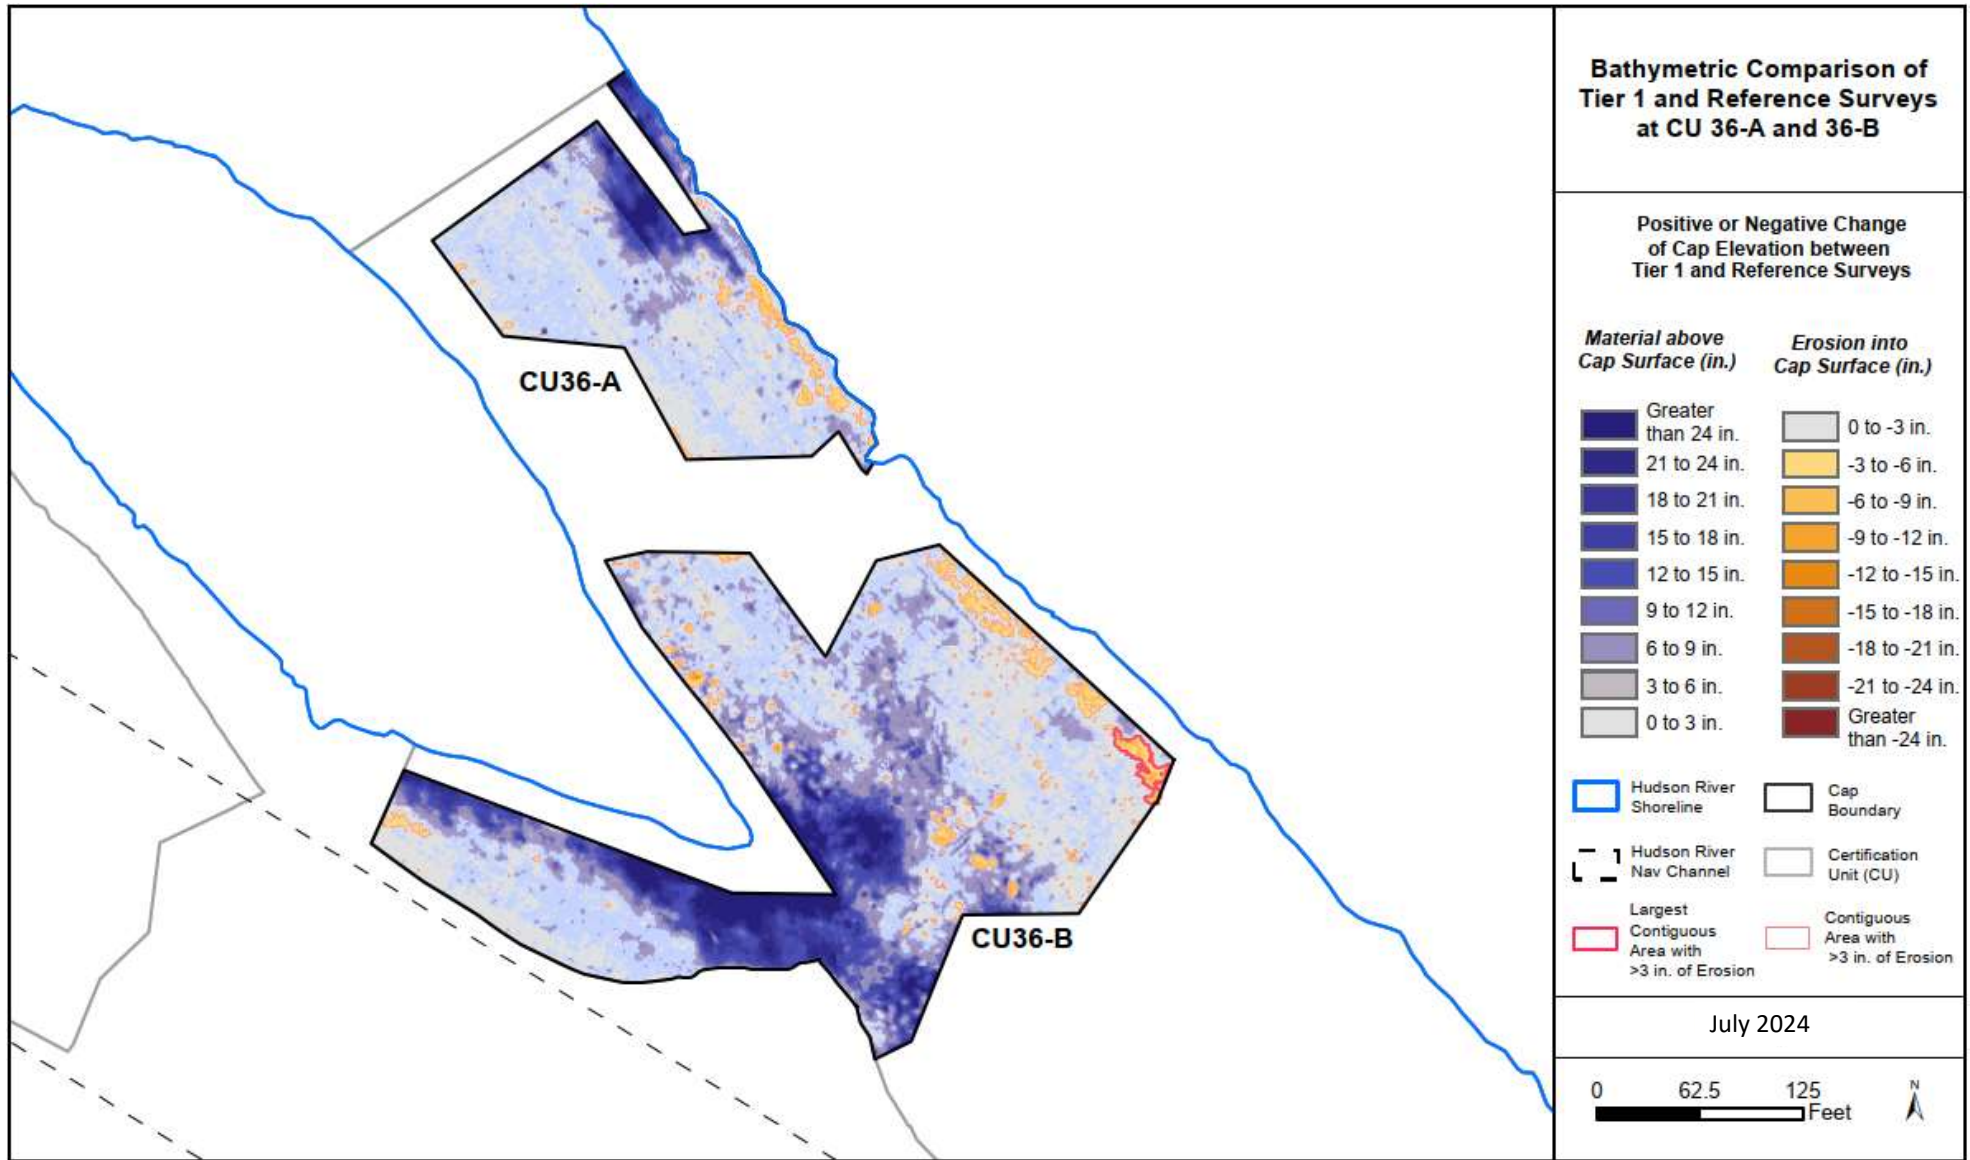 Bathymetric Comparison of
Tier 1 and Reference Surveys
at CU 36-A and 36-B
Positive or Negative Change
of Cap Elevation between
Tier 1 and Reference Surveys
Material above
Cap Surface (in.)
Greater
than 24 in.
21 to 24 in.
18 to 21 in.
15 to 18 in.
12 to 15 in.
9 to 12 in.
6 to 9 in.
3 to 6 in.
0 to 3 in.
Erosion into
Cap Surface (in.)
0 to -3 in.
-3 to -6 in.
-6 to -9 in.
-9 to -12 in.
-12 to -15 in.
-15 to -18 in.
-18 to -21 in.
-21 to -24 in.
Greater
than -24 in.
Hudson River
Shoreline
Cap
Boundary
Hudson River
Nav Channel
Certification
Unit (CU)
Largest
Contiguous
Area with
>3 in. of Erosion
Contiguous
Area with
>3 in. of Erosion
July 2024
0 62.5 125
Feet
N
CU36-A
CU36-B